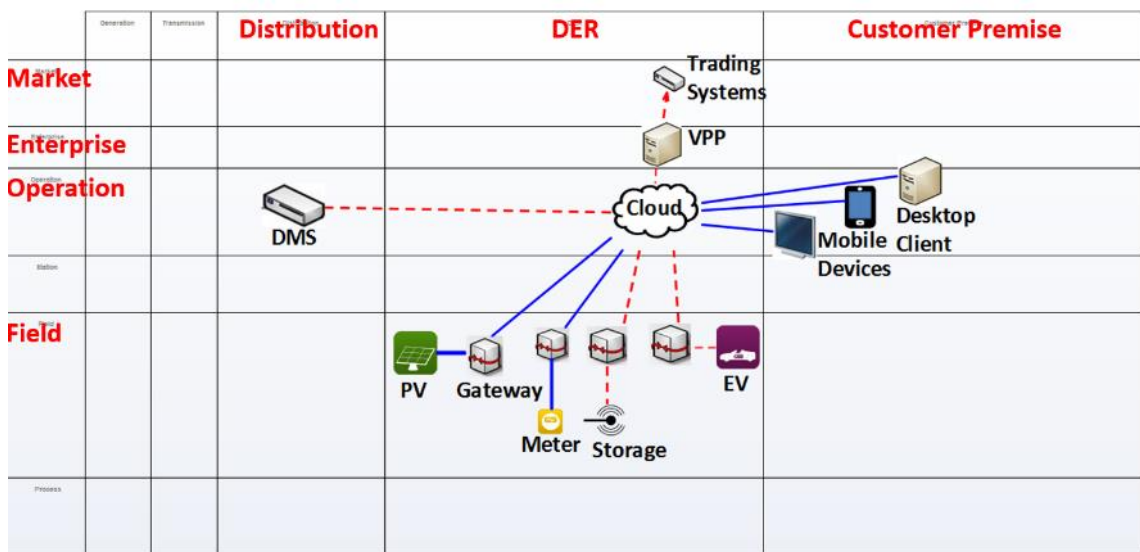 Generation
Transmission
Distribution
DER
Customer Premise
Market
Trading
Systems
Enterprise
VPP
Operation
Cloud
DMS
Desktop
Client
Mobile
Devices
Station
Field
PV
Gateway
EV
Meter
Storage
Process